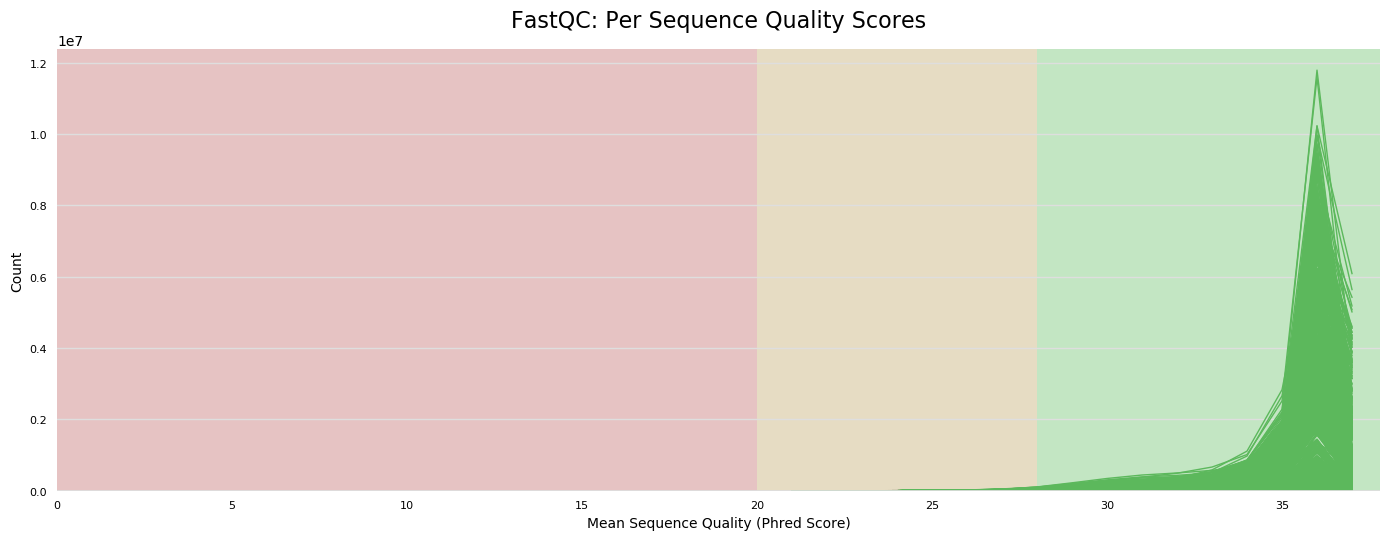 FastQC: Per Sequence Quality Scores
1e7
1.2
1.0
0.8
0.6
0.4
0.2
0.0
Count
0 5 10 15 20 25 30 35
Mean Sequence Quality (Phred Score)